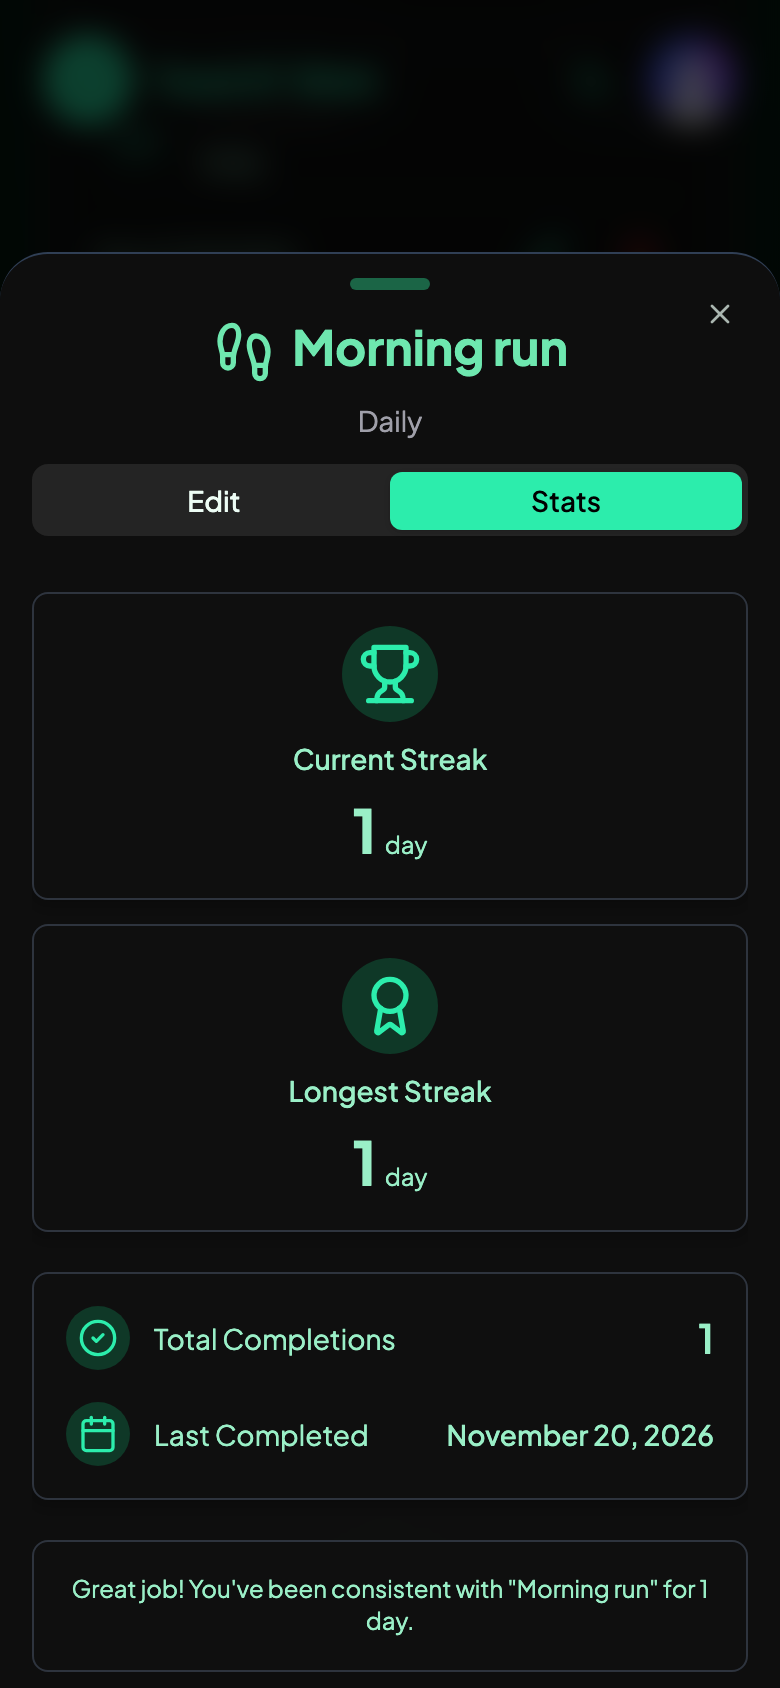 Morning run
Daily
Edit
Stats
Current Streak
1 day
Longest Streak
1 day
Total Completions
1
Last Completed
November 20, 2026
Great job! You've been consistent with "Morning run" for 1
day.